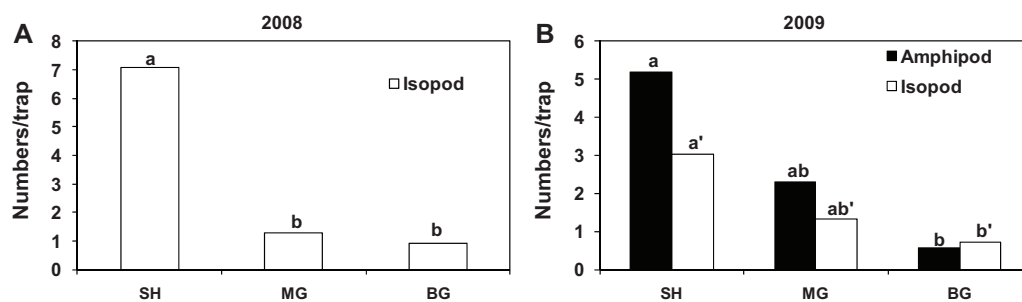 A
2008
Numbers/trap
8
7
6
5
4
3
2
1
0
a
b
b
Isopod
SH MG BG
B
2009
Numbers/trap
6
5
4
3
2
1
0
a
a'
ab
ab'
b
b'
Amphipod
Isopod
SH MG BG